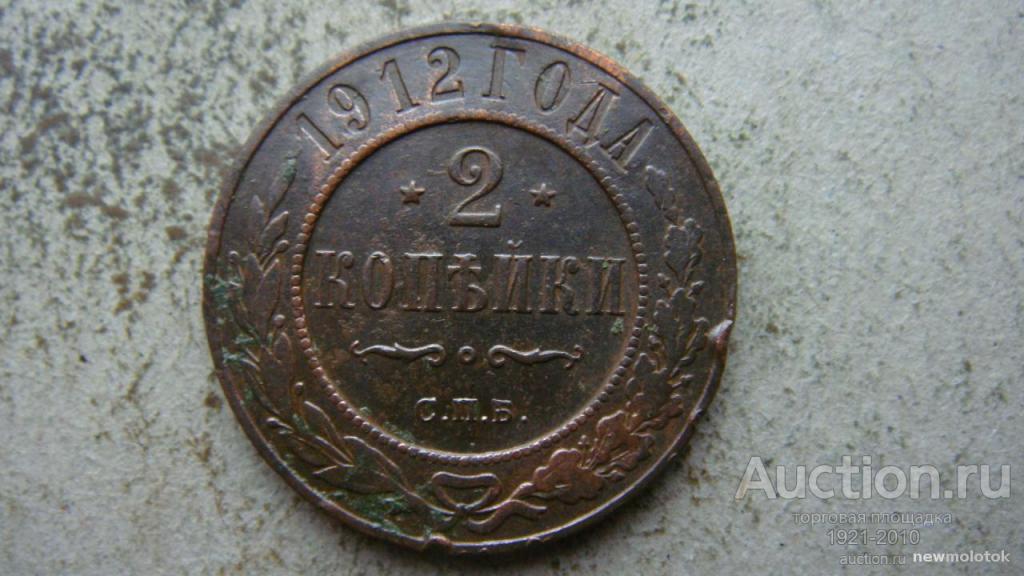 1912 ГОДА
2
КОПѢЙКИ
С.П.Б.
Auction.ru
торговая площадка
1921-2010
auction.ru newmolotok